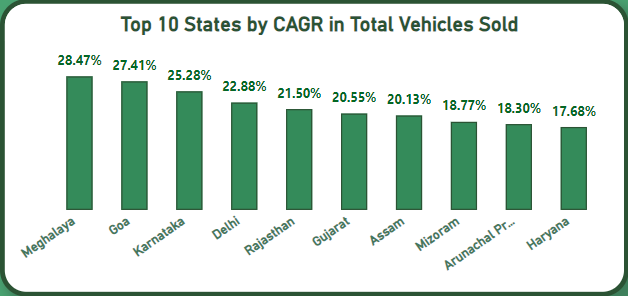 Top 10 States by CAGR in Total Vehicles Sold
28.47%
27.41%
25.28%
22.88%
21.50%
20.55%
20.13%
18.77%
18.30%
17.68%
Meghalaya
Goa
Karnataka
Delhi
Rajasthan
Gujarat
Assam
Mizoram
Arunachal Pr...
Haryana